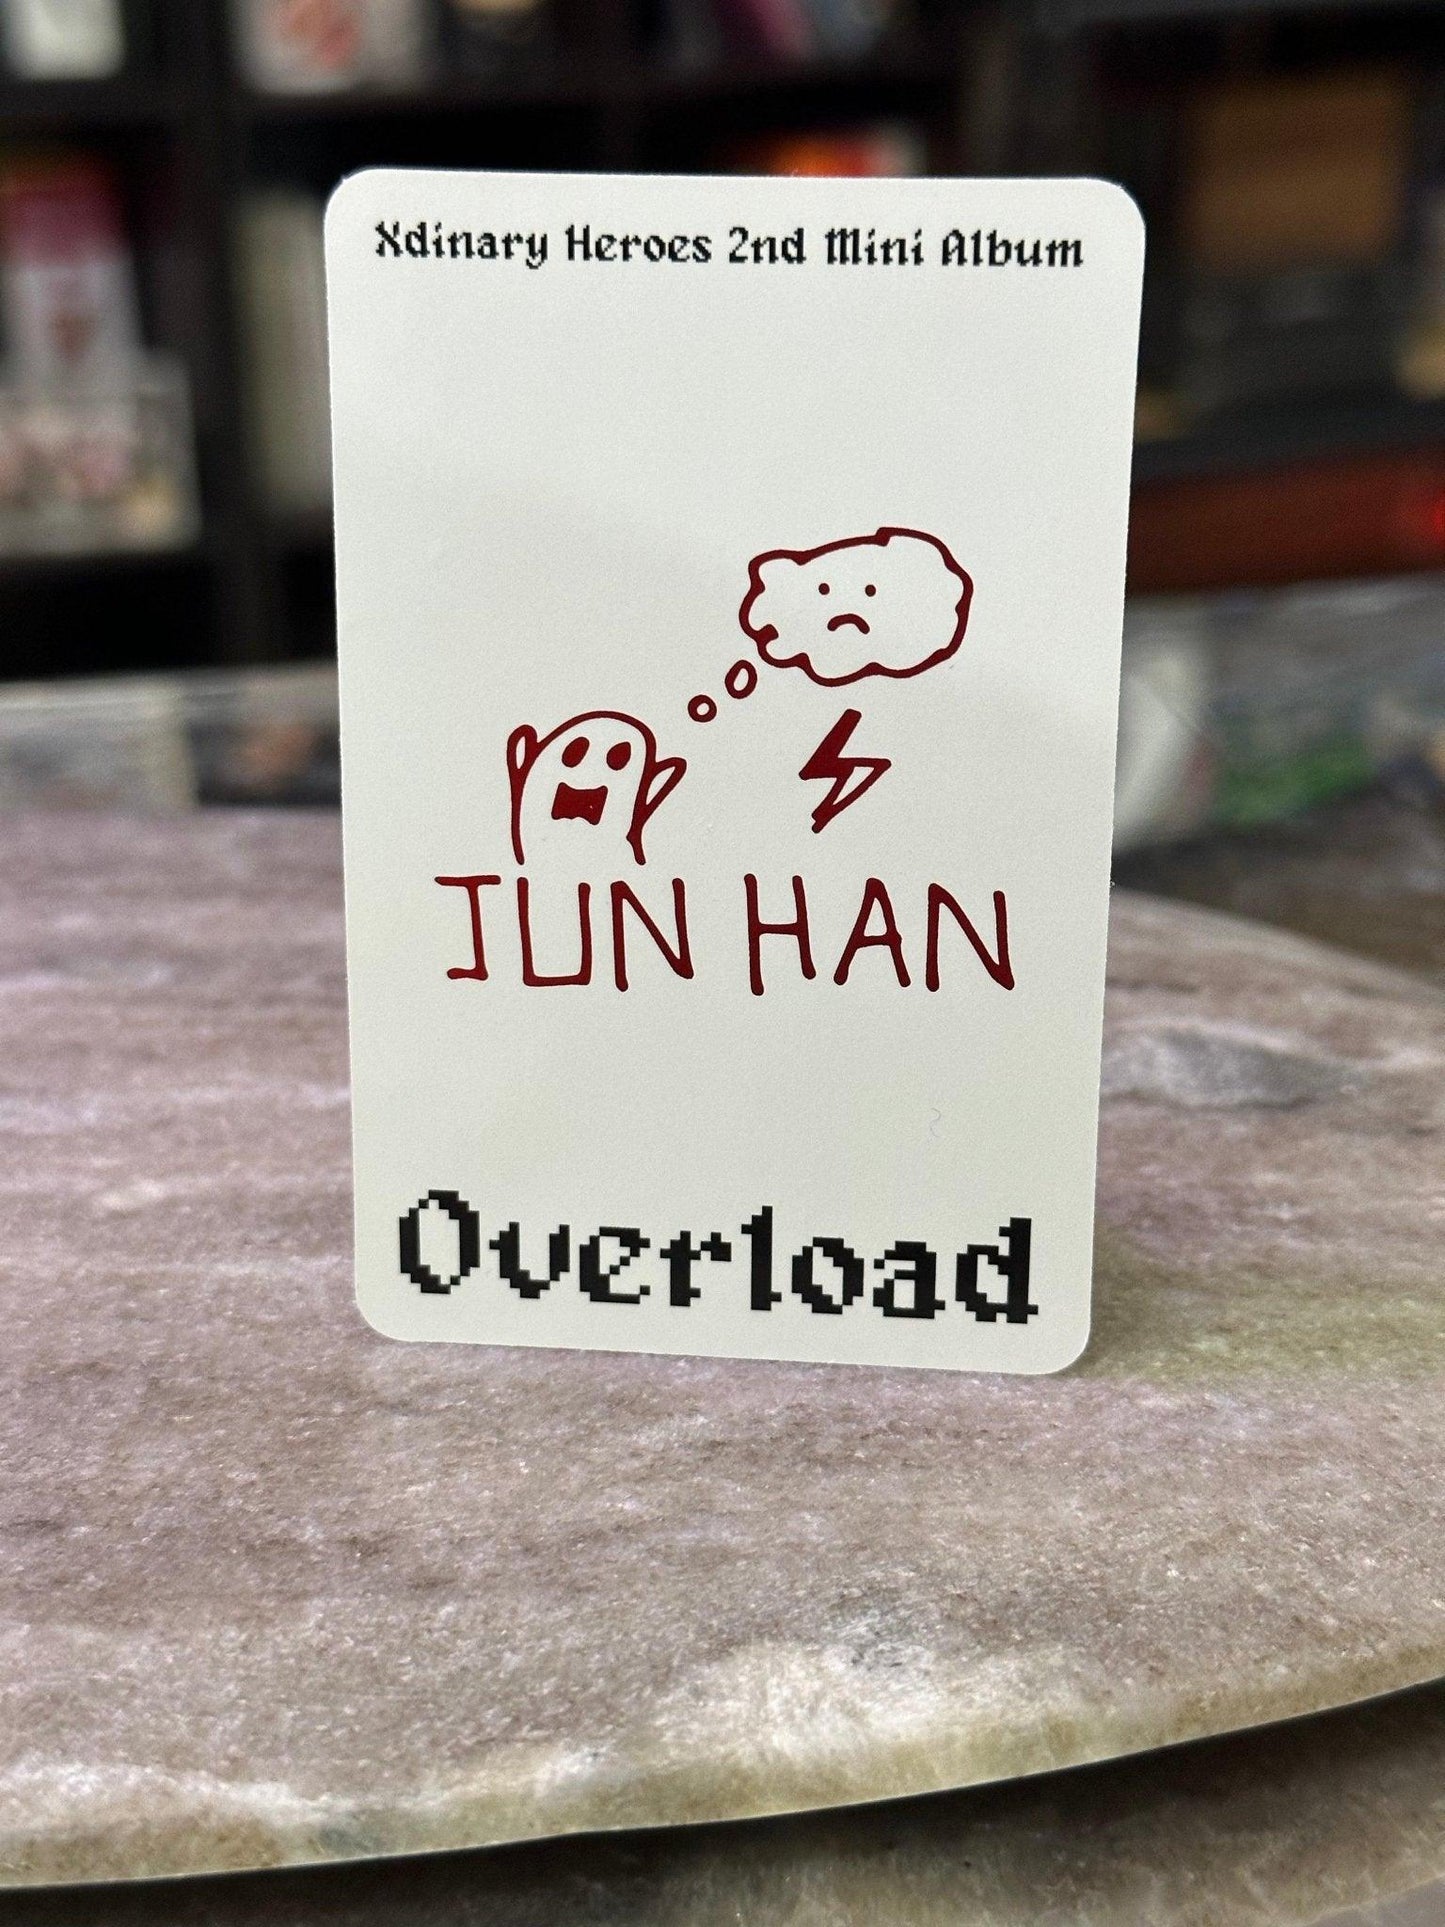 Xdinary Heroes 2nd Mini Album
JUN HAN
Overload